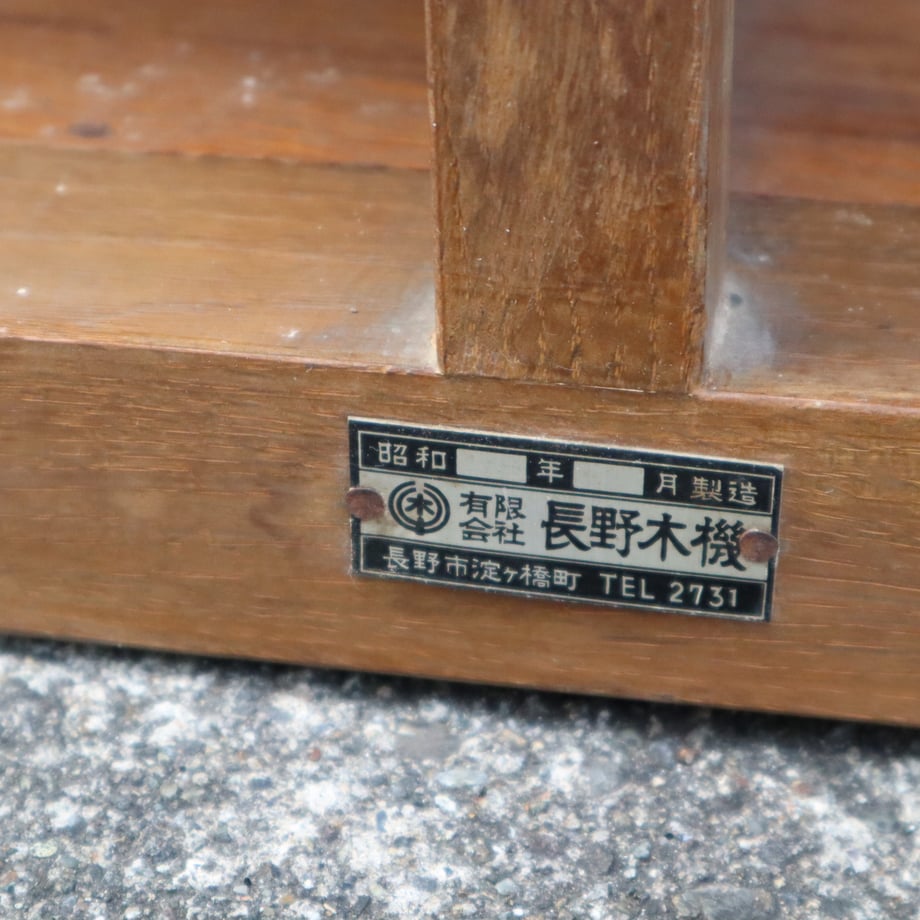 昭和 年 月製造
木 有限会社 長野木機
長野市淀ヶ橋町 TEL 2731